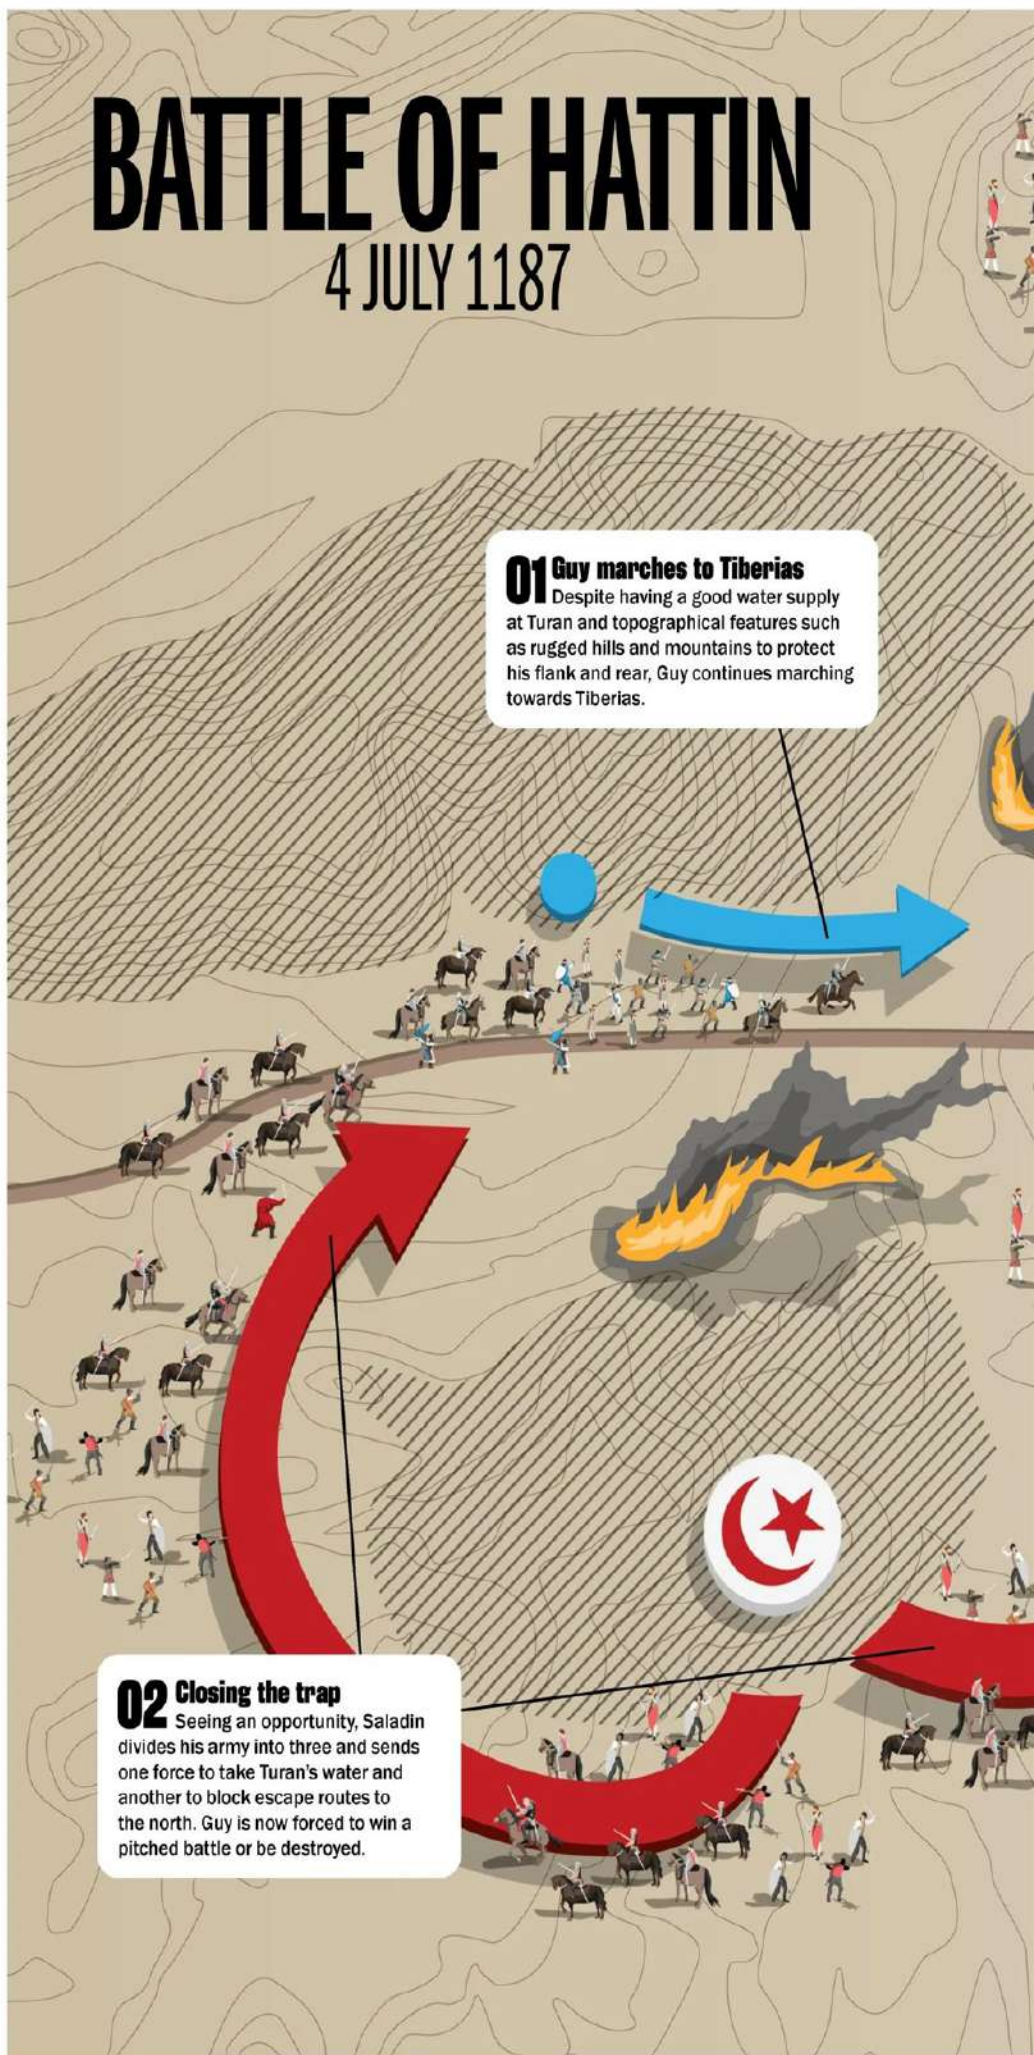 BATTLE OF HATTIN
4 JULY 1187
01 Guy marches to Tiberias
Despite having a good water supply
at Turan and topographical features such
as rugged hills and mountains to protect
his flank and rear, Guy continues marching
towards Tiberias.
02 Closing the trap
Seeing an opportunity, Saladin
divides his army into three and sends
one force to take Turan's water and
another to block escape routes to
the north. Guy is now forced to win a
pitched battle or be destroyed.